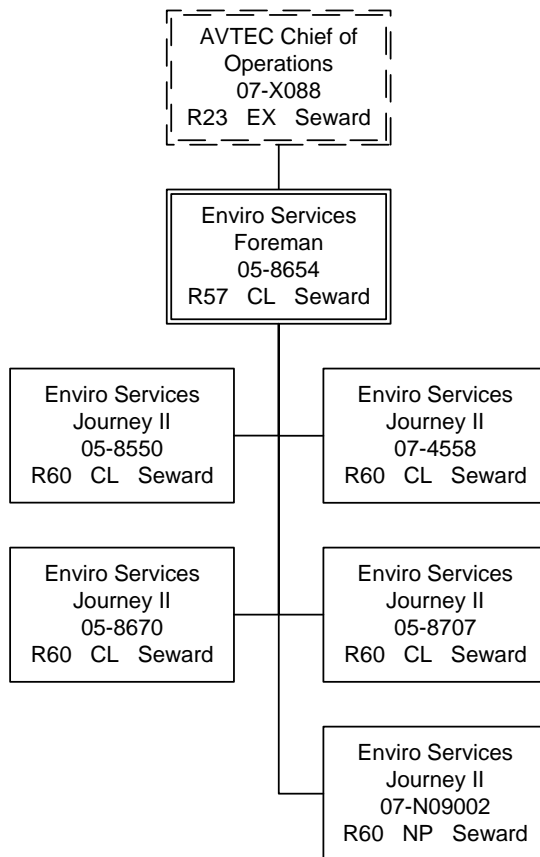 AVTEC Chief of
Operations
07-X088
R23 EX Seward
Enviro Services
Foreman
05-8654
R57 CL Seward
Enviro Services
Journey II
05-8550
R60 CL Seward
Enviro Services
Journey II
07-4558
R60 CL Seward
Enviro Services
Journey II
05-8670
R60 CL Seward
Enviro Services
Journey II
05-8707
R60 CL Seward
Enviro Services
Journey II
07-N09002
R60 NP Seward